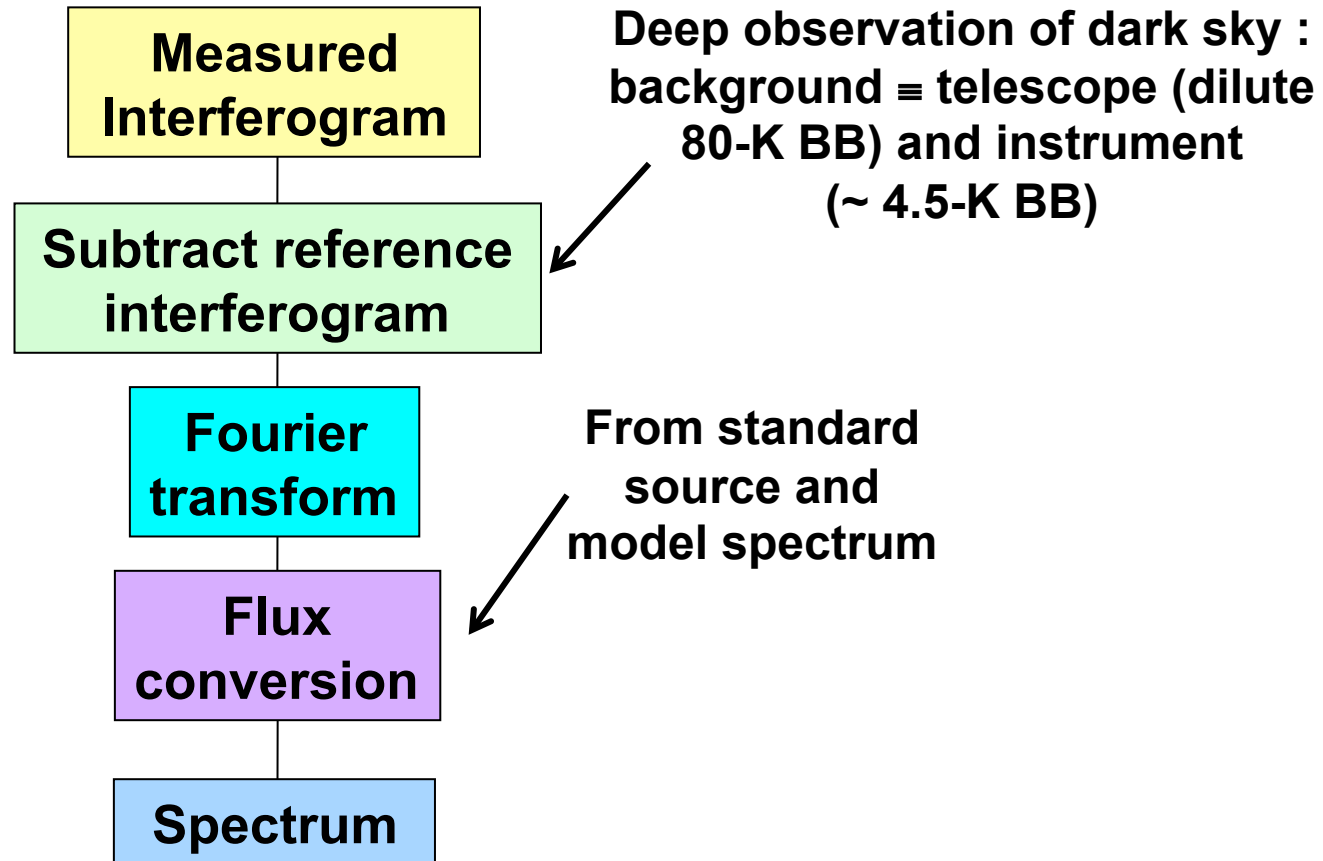 Measured
Interferogram
Deep observation of dark sky :
background ≡ telescope (dilute
80-K BB) and instrument
(~ 4.5-K BB)
Subtract reference
interferogram
Fourier
transform
From standard
source and
model spectrum
Flux
conversion
Spectrum